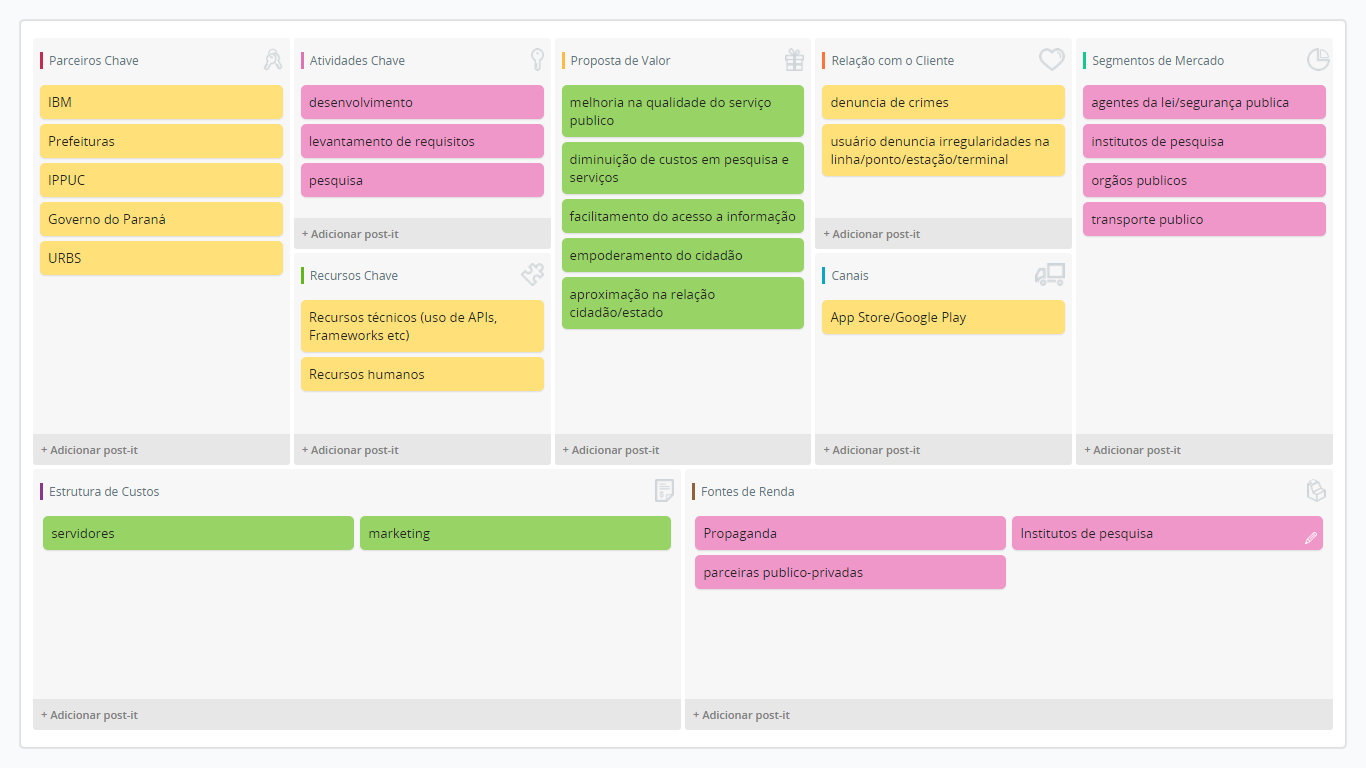 Parceiros Chave
IBM
Prefeituras
IPPUC
Governo do Paraná
URBS
+ Adicionar post-it
Atividades Chave
desenvolvimento
levantamento de requisitos
pesquisa
+ Adicionar post-it
Recursos Chave
Recursos técnicos (uso de APIs,
Frameworks etc)
Recursos humanos
+ Adicionar post-it
Proposta de Valor
melhoria na qualidade do serviço
publico
diminuição de custos em pesquisa e
serviços
facilitamento do acesso a informação
empoderamento do cidadão
aproximação na relação
cidadão/estado
+ Adicionar post-it
Relação com o Cliente
denuncia de crimes
usuário denuncia irregularidades na
linha/ponto/estação/terminal
+ Adicionar post-it
Canais
App Store/Google Play
+ Adicionar post-it
Segmentos de Mercado
agentes da lei/segurança publica
institutos de pesquisa
orgãos publicos
transporte publico
+ Adicionar post-it
Estrutura de Custos
servidores
marketing
+ Adicionar post-it
Fontes de Renda
Propaganda
Institutos de pesquisa
parceiras publico-privadas
+ Adicionar post-it